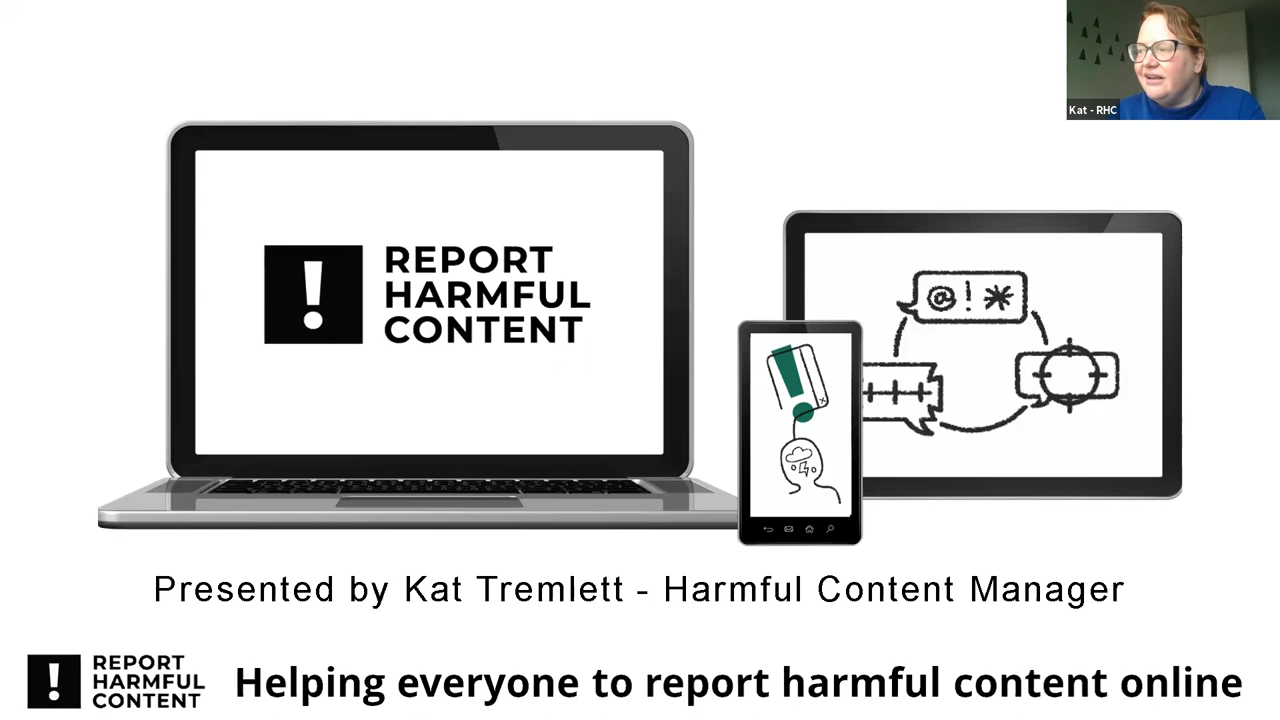 Kat - RHC
REPORT
HARMFUL
CONTENT
@!*
Presented by Kat Tremlett - Harmful Content Manager
REPORT
HARMFUL
CONTENT
Helping everyone to report harmful content online